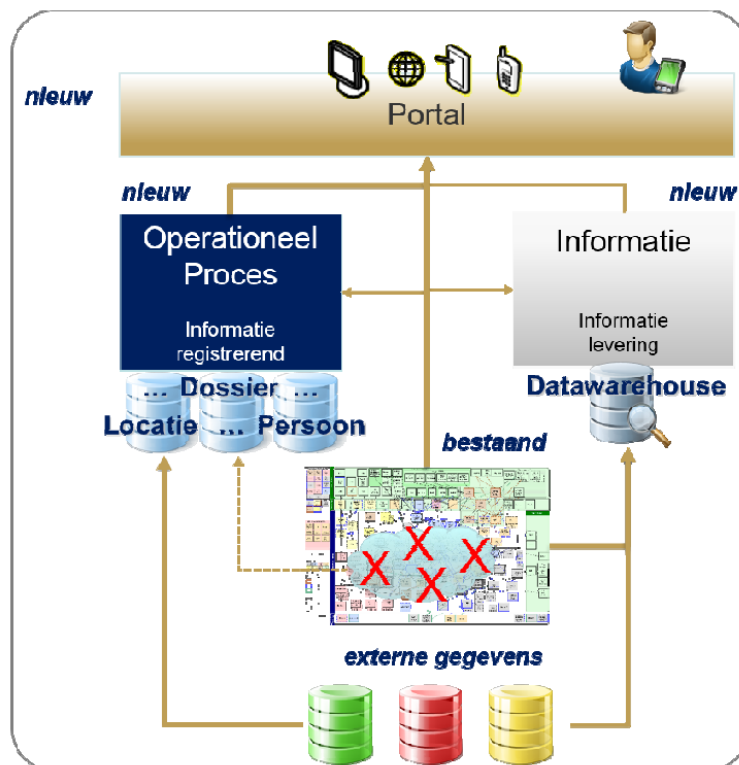 nieuw
Portal
nieuw
nieuw
Operationeel
Proces
Informatie
registrerend
Informatie
Informatie
levering
... Dossier ...
Locatie ... Persoon
Datawarehouse
bestaand
X
X
X
X
externe gegevens